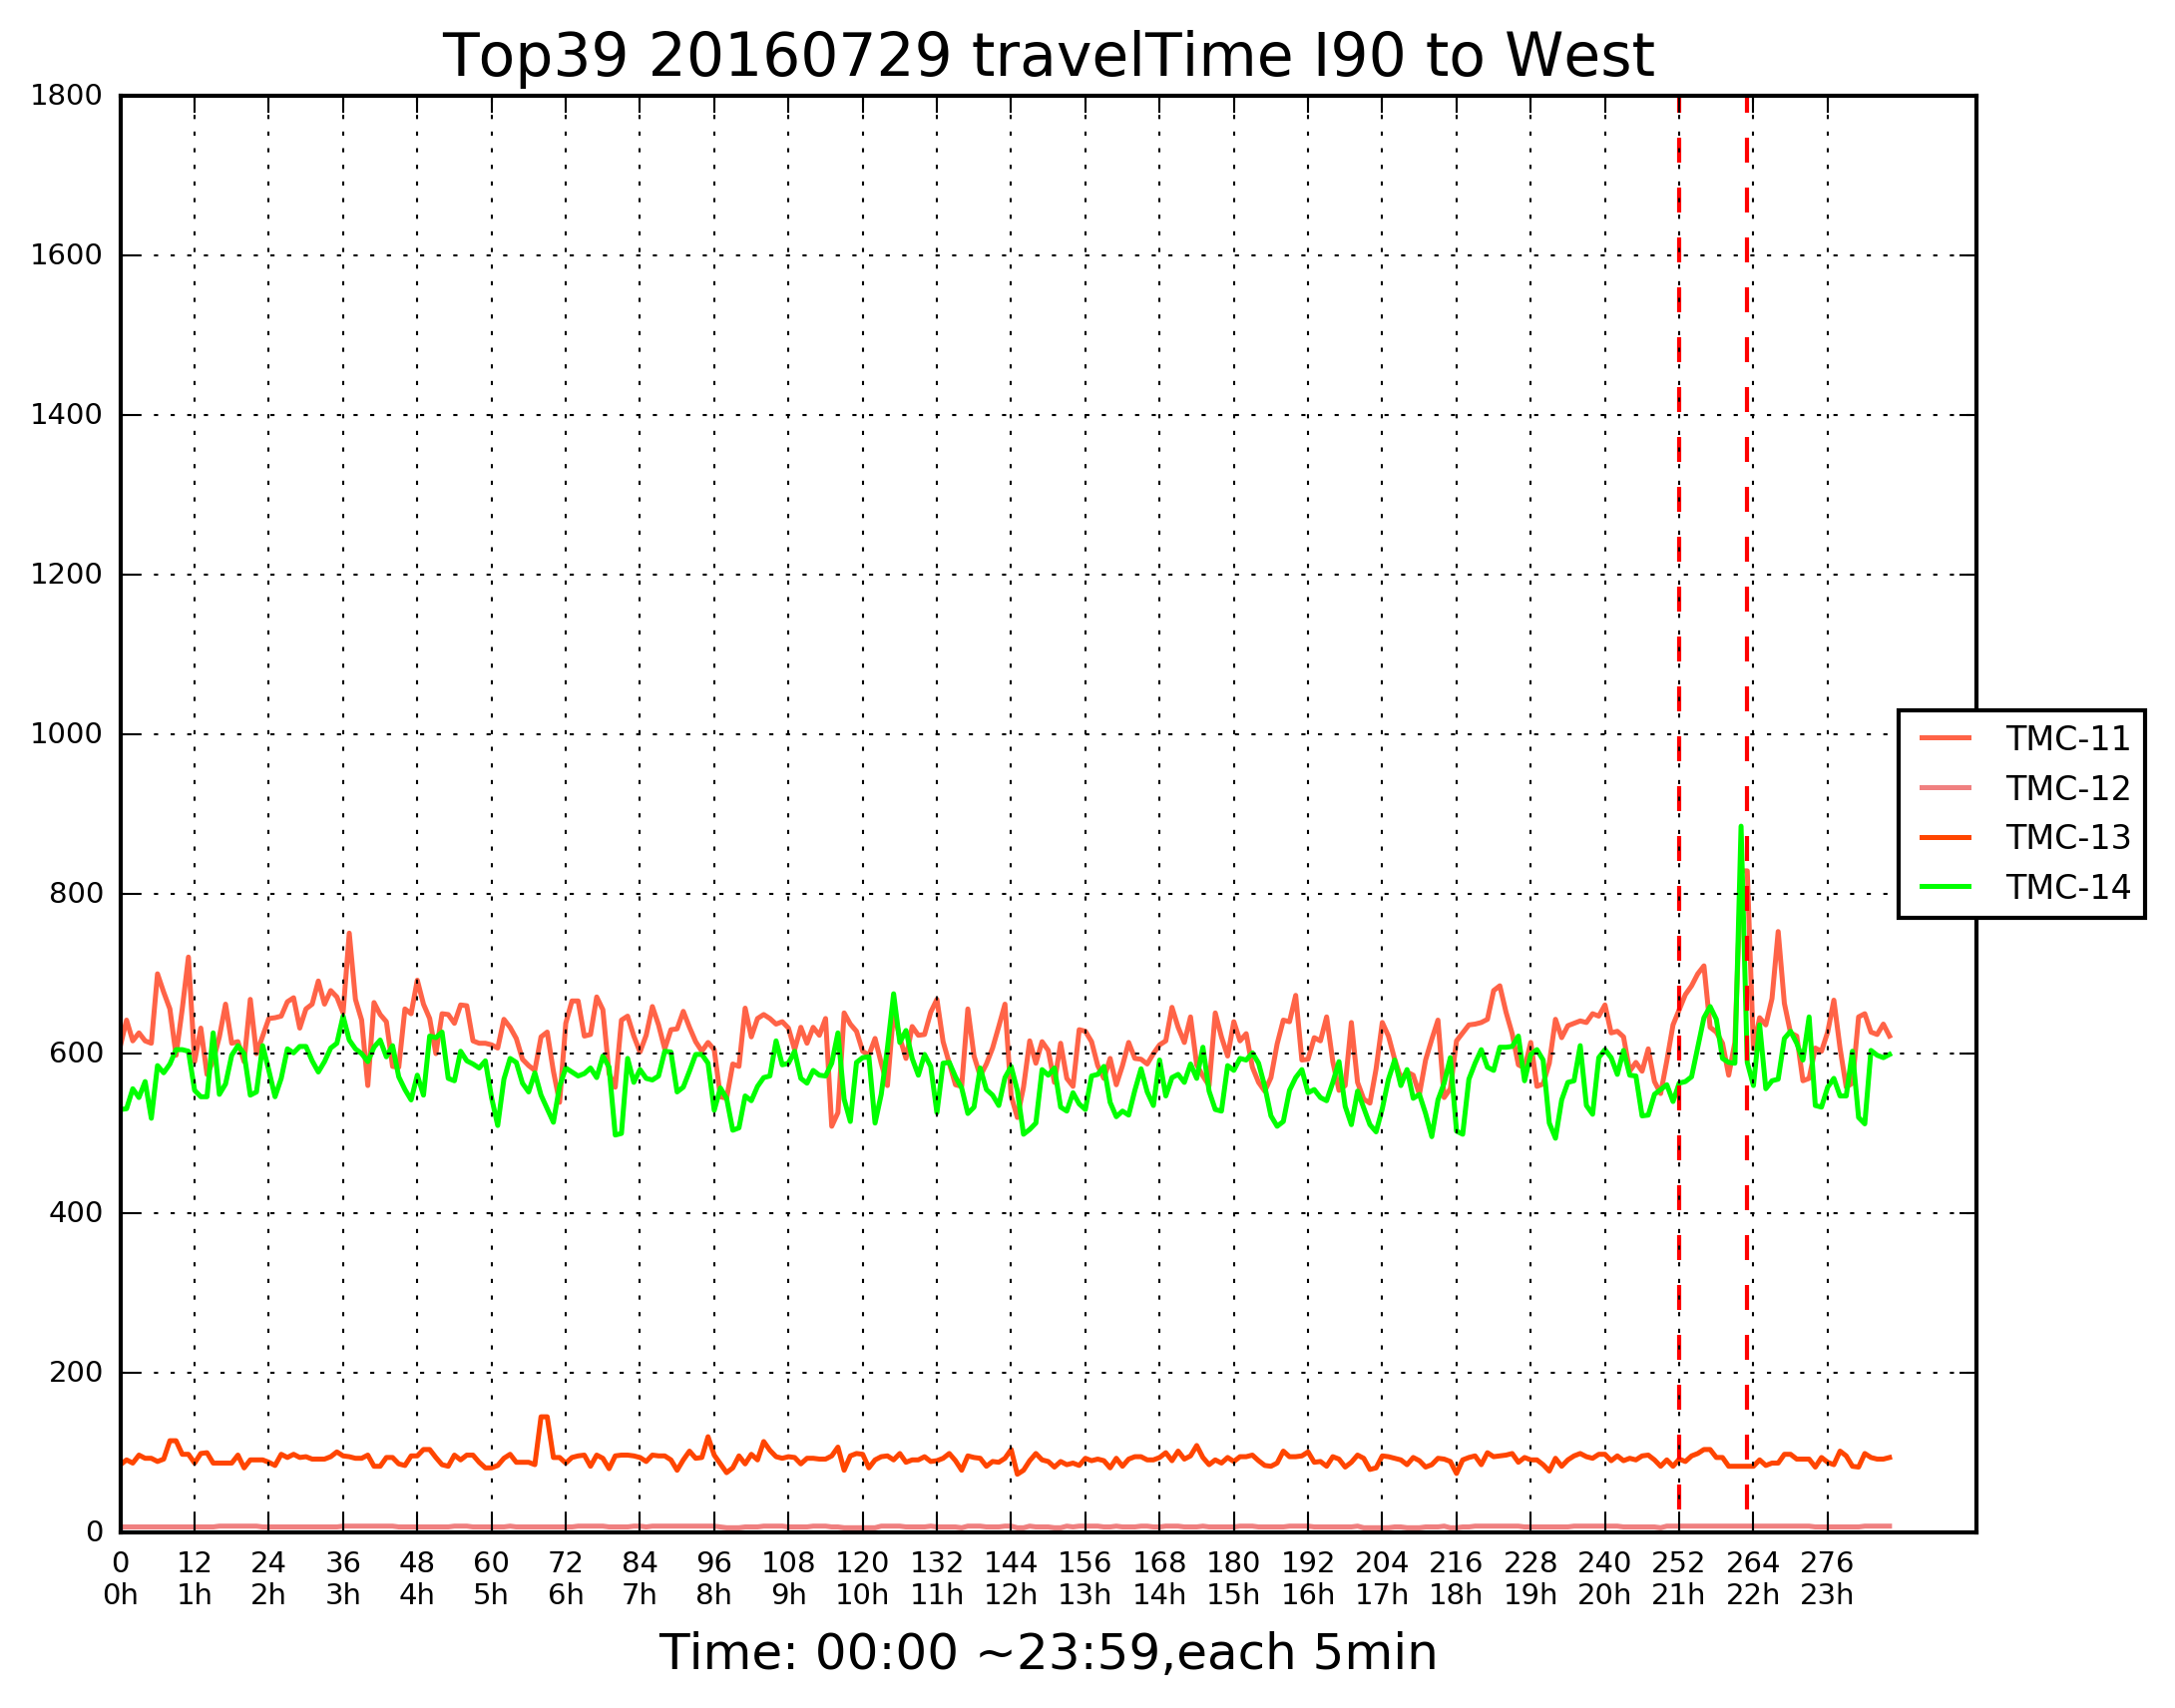 Top39 20160729 travelTime I90 to West
1800
1600
1400
1200
1000
800
600
400
200
0
TMC-11
TMC-12
TMC-13
TMC-14
0 12 24 36 48 60 72 84 96 108 120 132 144 156 168 180 192 204 216 228 240 252 264 276
0h 1h 2h 3h 4h 5h 6h 7h 8h 9h 10h 11h 12h 13h 14h 15h 16h 17h 18h 19h 20h 21h 22h 23h
Time: 00:00 ~23:59,each 5min